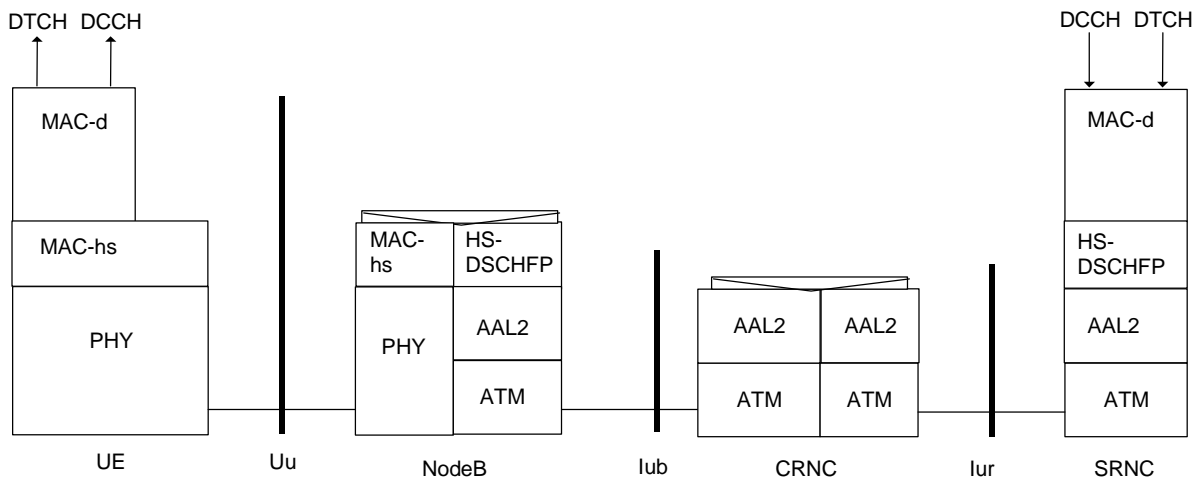 DTCH DCCH
DCCH DTCH
MAC-d
MAC-d
MAC-hs
MAC-
hs
HS-
DSCHFP
HS-
DSCHFP
PHY
PHY
AAL2
AAL2
AAL2
AAL2
ATM
ATM
ATM
ATM
UE
Uu
NodeB
Iub
CRNC
Iur
SRNC